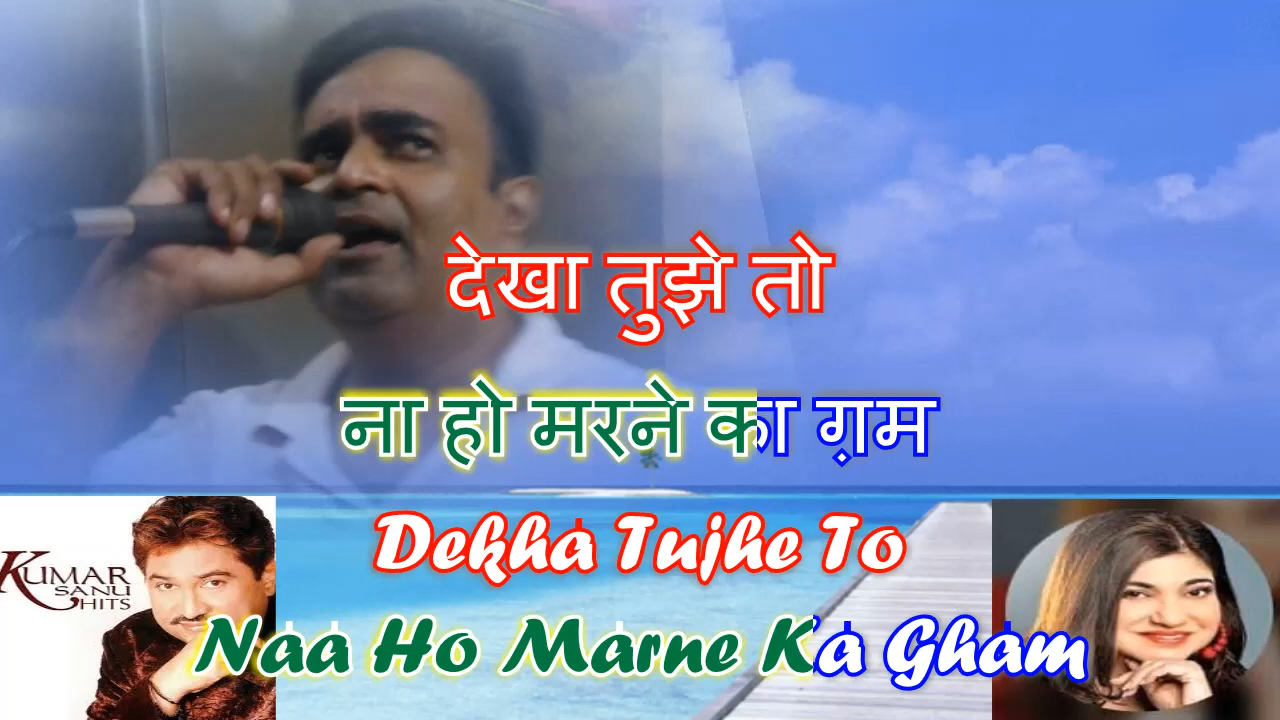 देखा तुझे तो
ना हो मरने का ग़म
KUMAR
SANU
HITS
Dekha Tujhe To
Naa Ho Marne Ka Gham